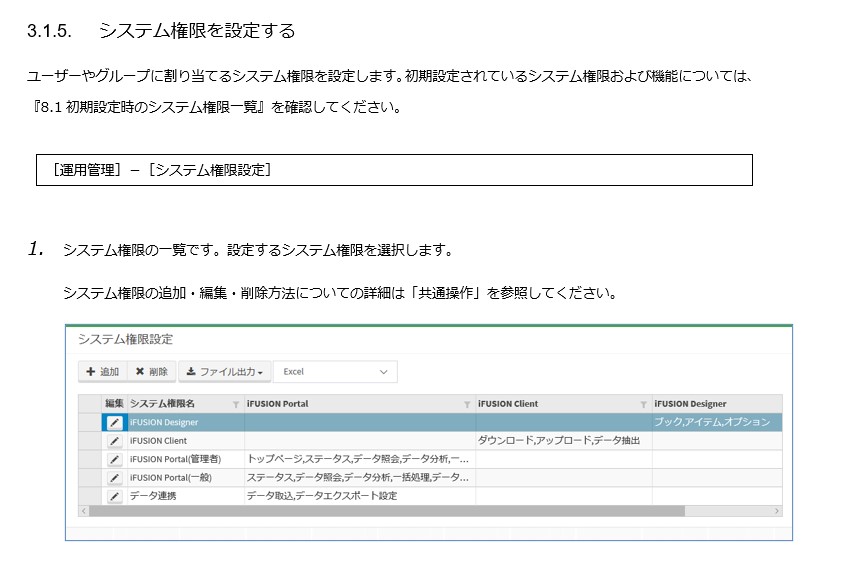 3.1.5. システム権限を設定する
ユーザーやグループに割り当てるシステム権限を設定します。初期設定されているシステム権限および機能については、
『8.1 初期設定時のシステム権限一覧』を確認してください。
［運用管理］－［システム権限設定］
1. システム権限の一覧です。設定するシステム権限を選択します。
システム権限の追加・編集・削除方法についての詳細は「共通操作」を参照してください。
システム権限設定
追加 削除 ファイル出力 Excel
編集 システム権限名 iFUSION Portal iFUSION Client iFUSION Designer
iFUSION Designer ブック,アイテム,オプション
iFUSION Client ダウンロード,アップロード,データ抽出
iFUSION Portal(管理者) トップページ,ステータス,データ照会,データ分析,一...
iFUSION Portal(一般) ステータス,データ照会,データ分析,一括処理,データ...
データ連携 データ取込,データエクスポート設定